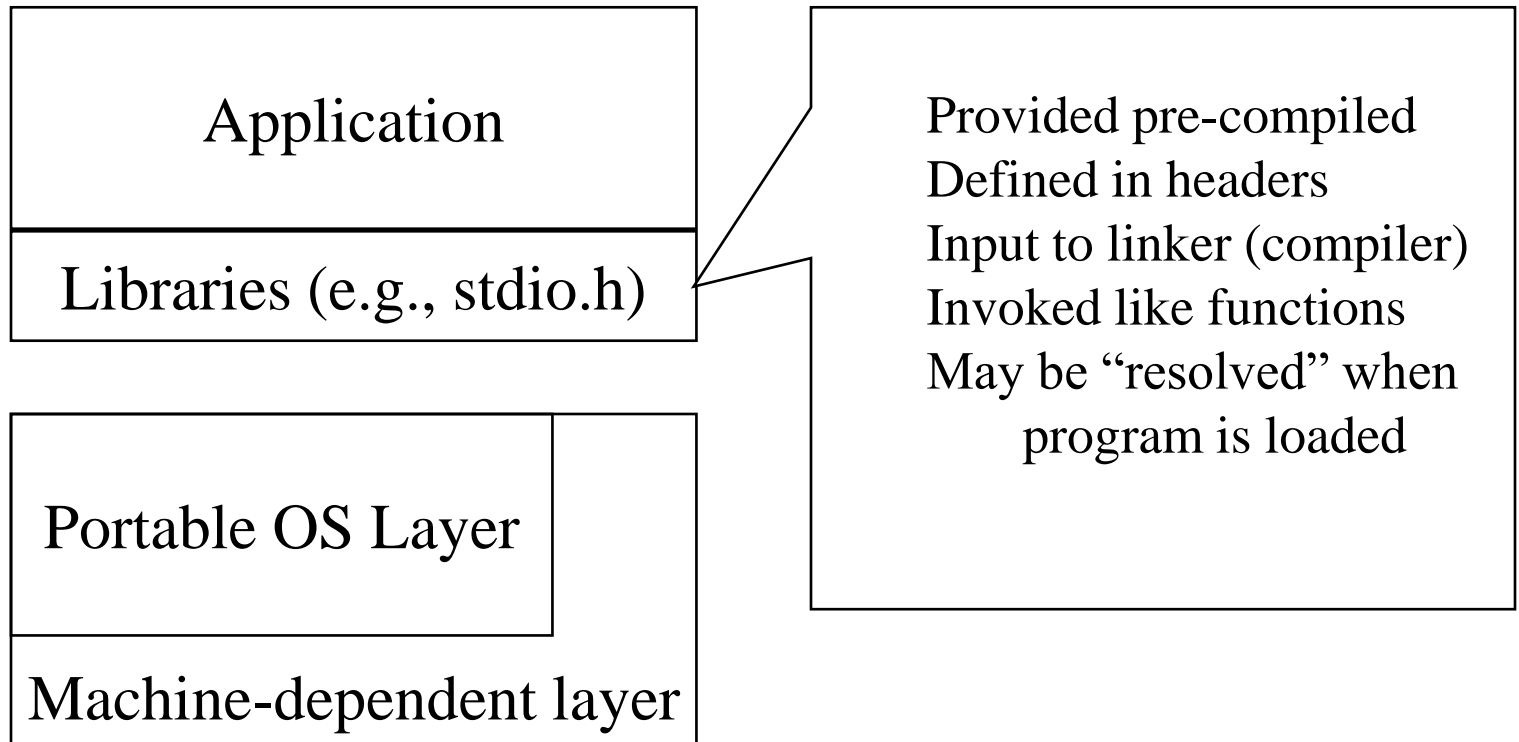 Application
Libraries (e.g., stdio.h)
Portable OS Layer
Machine-dependent layer
Provided pre-compiled
Defined in headers
Input to linker (compiler)
Invoked like functions
May be “resolved” when
program is loaded